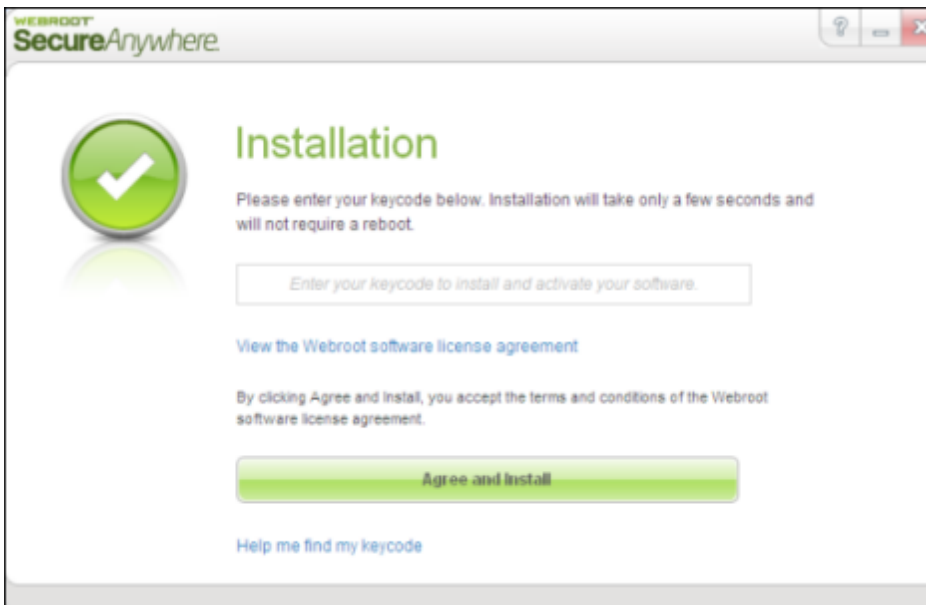 WEBROOT
SecureAnywhere.
?
Installation
Please enter your keycode below. Installation will take only a few seconds and
will not require a reboot.
Enter your keycode to install and activate your software.
View the Webroot software license agreement
By clicking Agree and Install, you accept the terms and conditions of the Webroot
software license agreement.
Agree and Install
Help me find my keycode